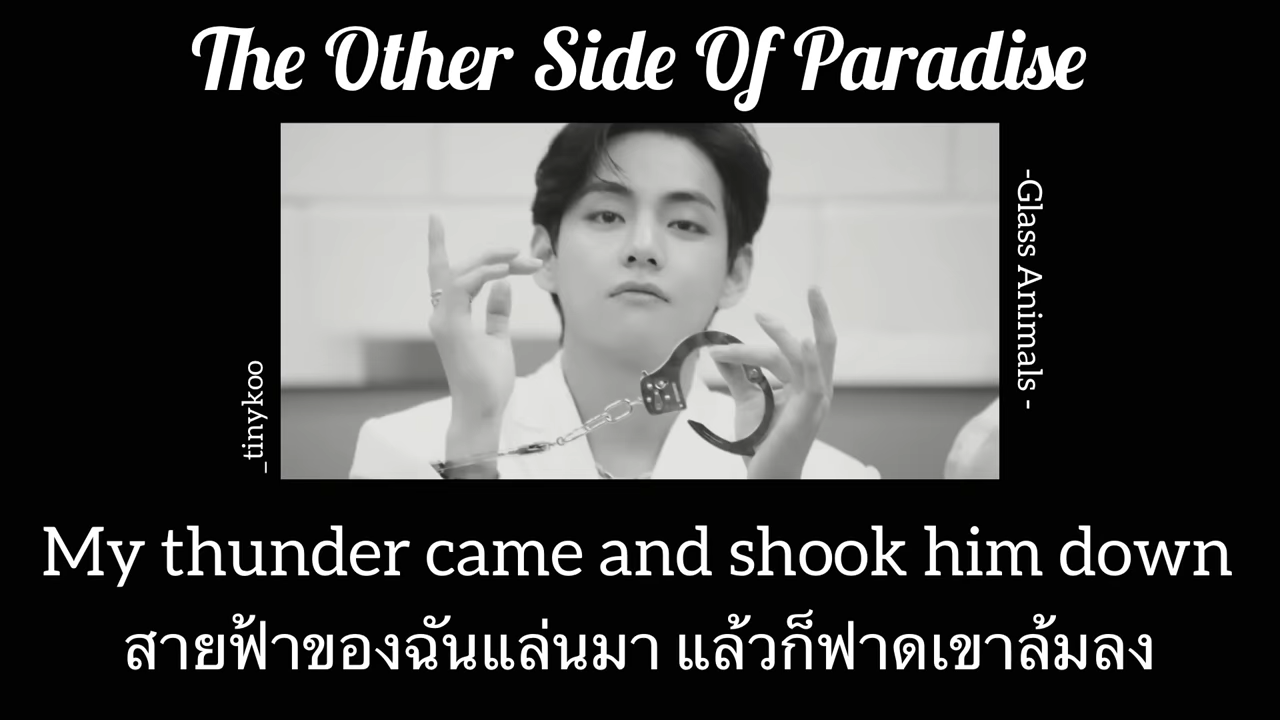 The Other Side Of Paradise
-Glass Animals -
_tinykoo
My thunder came and shook him down
สายฟ้าของฉันแล่นมา แล้วก็ฟาดเขาล้มลง